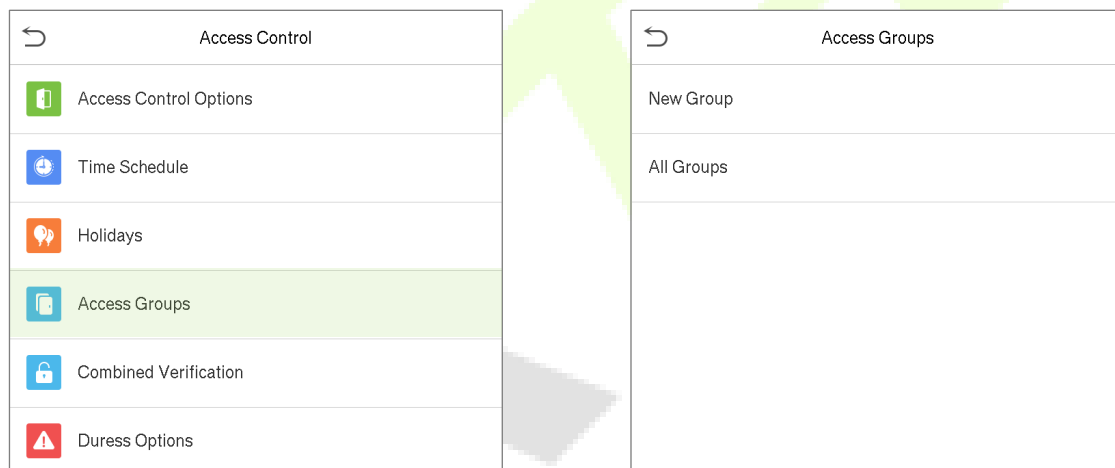 Access Control
Access Control Options
Time Schedule
Holidays
Access Groups
Combined Verification
Duress Options
Access Groups
New Group
All Groups